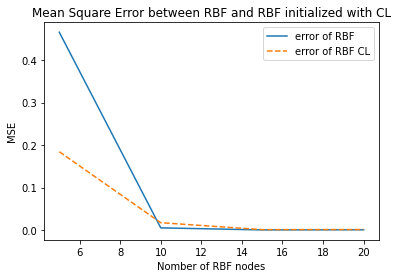 Mean Square Error between RBF and RBF initialized with CL
error of RBF
error of RBF CL
MSE
0.4
0.3
0.2
0.1
0.0
6 8 10 12 14 16 18 20
Nomber of RBF nodes